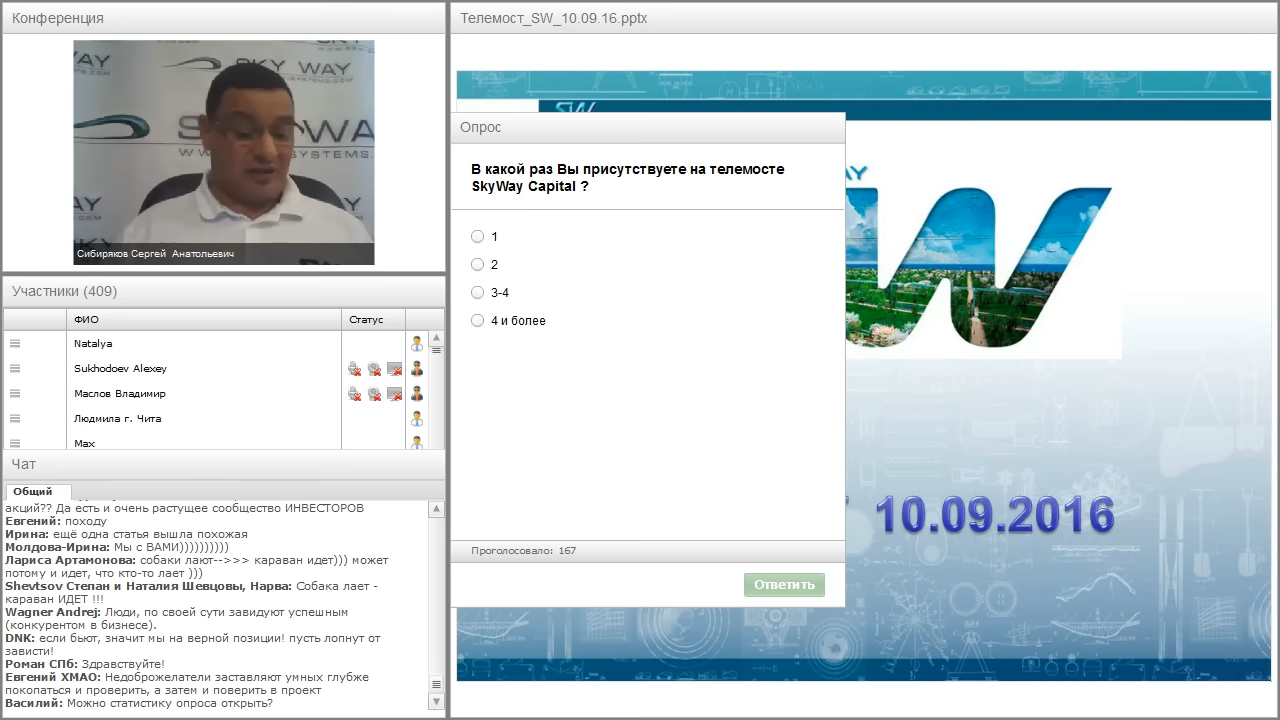 Конференция
SKY WAY
SKY WAY
Сибиряков Сергей Анатольевич
Участники (409)
ФИО
Статус
Natalya
Sukhodoev Alexey
Маслов Владимир
Людмила г. Чита
Max
Чат
Общий
акций?? Да есть и очень растущее сообщество ИНВЕСТОРОВ
Евгений: походу
Ирина: ещё одна статья вышла похожая
Молдова-Ирина: Мы с ВАМИ))))))))))
Лариса Артамонова: собаки лают-->>> караван идет))) может
потому и идет, что кто-то лает )))
Shevtsov Степан и Наталия Шевцовы, Нарва: Собака лает -
караван ИДЕТ !!!
Wagner Andrej: Люди, по своей сути завидуют успешным
(конкурентом в бизнесе).
DNK: если бьют, значит мы на верной позиции! пусть лопнут от
зависти!
Роман СПб: Здравствуйте!
Евгений ХМАО: Недоброжелатели заставляют умных глубже
покопаться и проверить, а затем и поверить в проект
Василий: Можно статистику опроса открыть?
Телемост_SW_10.09.16.pptx
SW
Опрос
В какой раз Вы присутствуете на телемосте
SkyWay Capital ?
1
2
3-4
4 и более
Проголосовало: 167
Ответить
10.09.2016